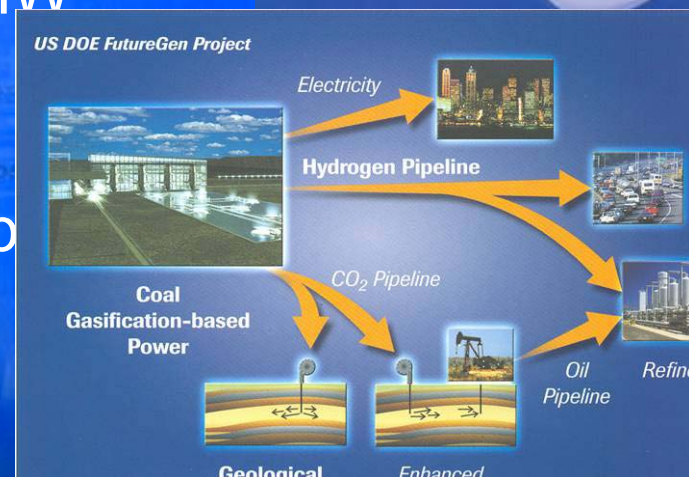 US DOE FutureGen Project
Electricity
Hydrogen Pipeline
CO₂ Pipeline
Coal
Gasification-based
Power
Oil
Pipeline
Geological
Enhanced